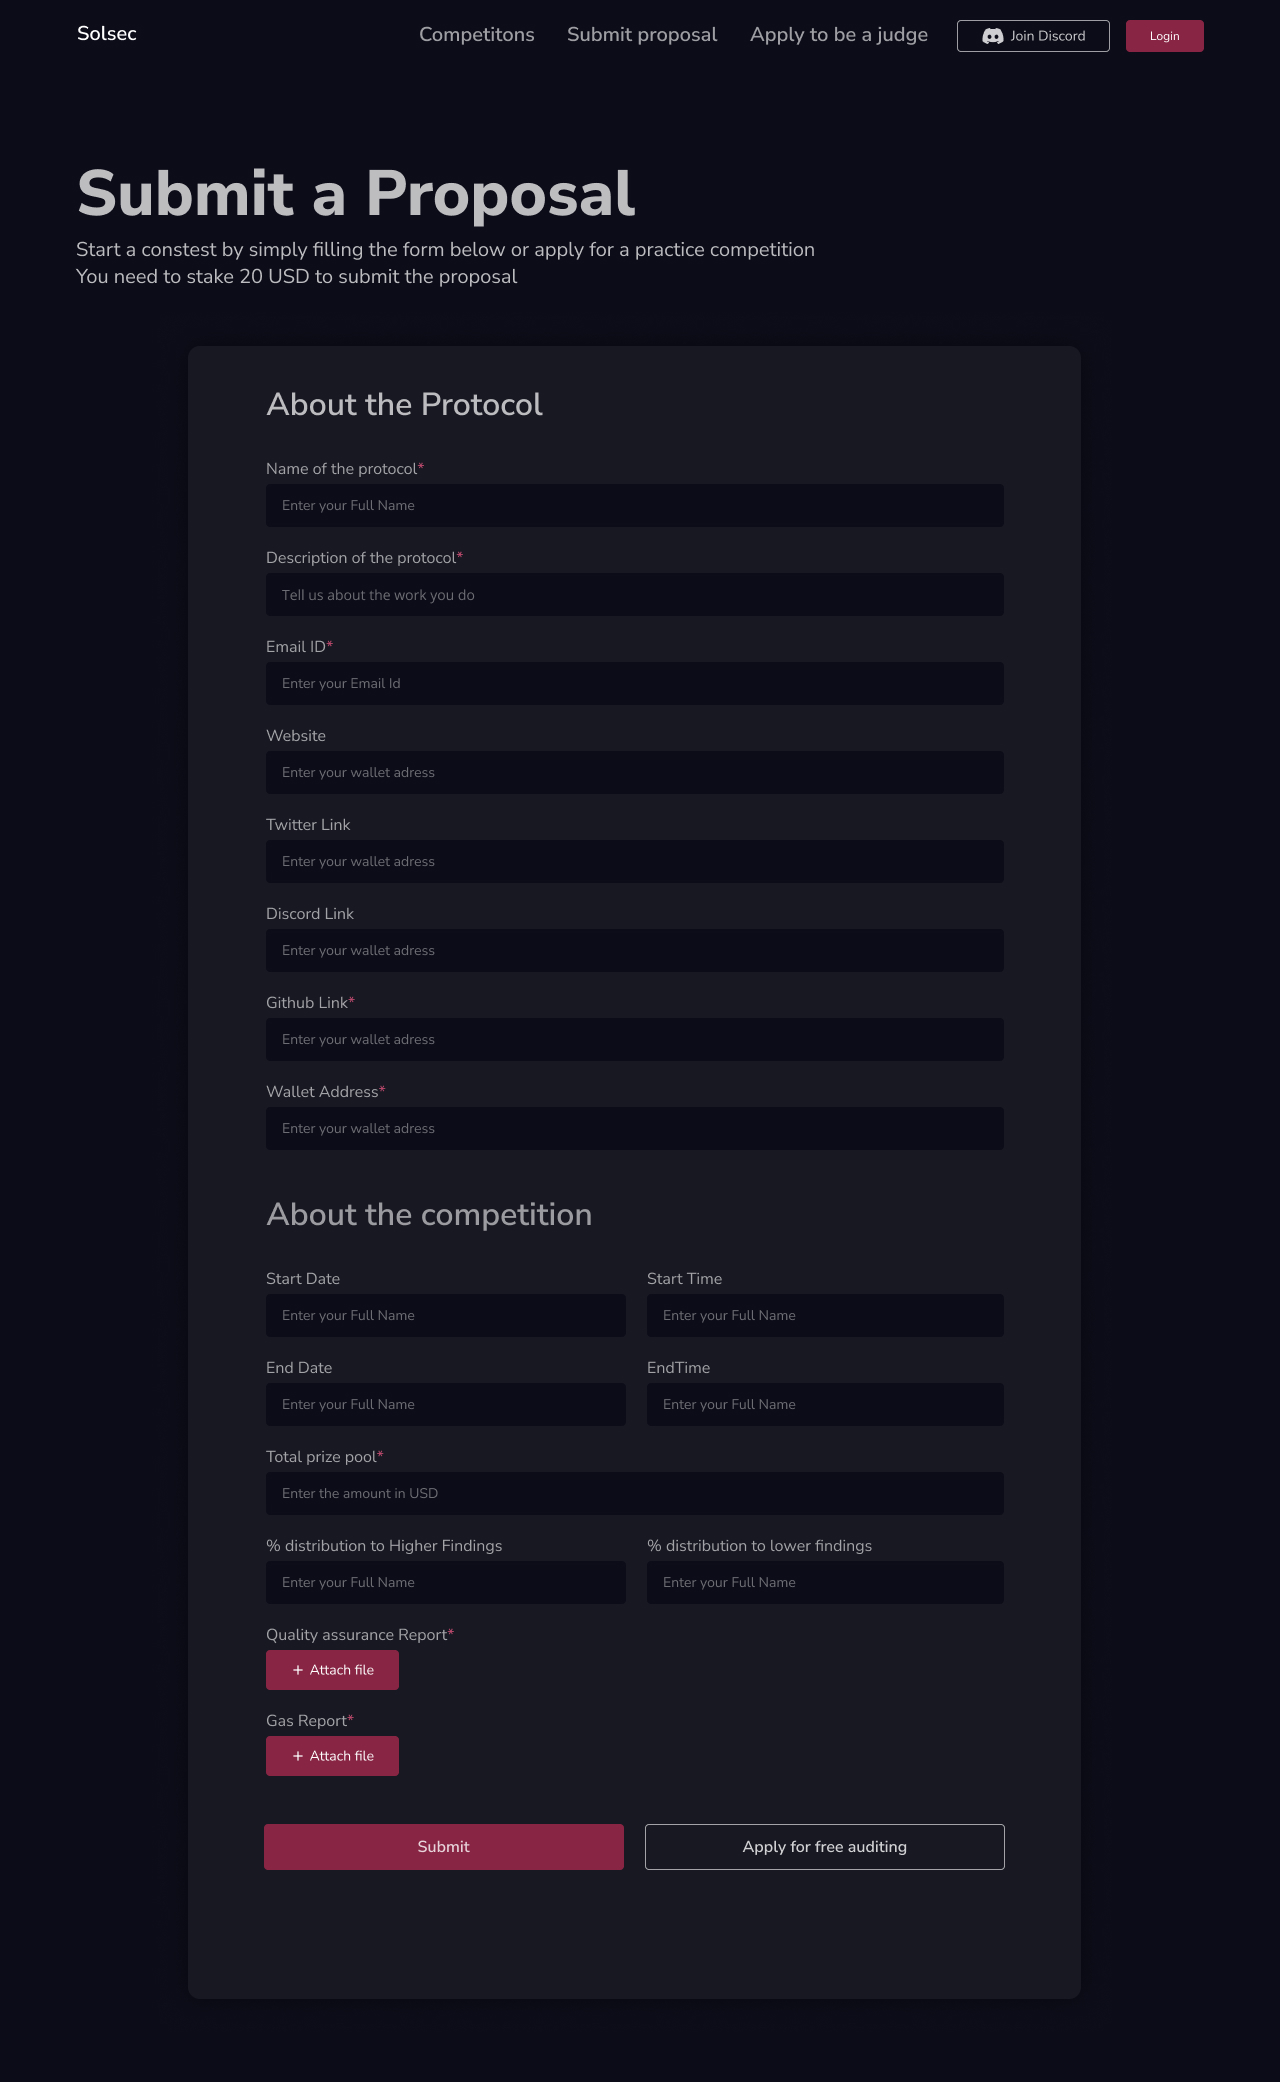 Solsec
Competitons
Submit proposal
Apply to be a judge
Join Discord
Login
Submit a Proposal
Start a constest by simply filling the form below or apply for a practice competition
You need to stake 20 USD to submit the proposal
About the Protocol
Name of the protocol*
Enter your Full Name
Description of the protocol*
Tell us about the work you do
Email ID*
Enter your Email Id
Website
Enter your wallet adress
Twitter Link
Enter your wallet adress
Discord Link
Enter your wallet adress
Github Link*
Enter your wallet adress
Wallet Address*
Enter your wallet adress
About the competition
Start Date
Start Time
Enter your Full Name
Enter your Full Name
End Date
EndTime
Enter your Full Name
Enter your Full Name
Total prize pool*
Enter the amount in USD
% distribution to Higher Findings
% distribution to lower findings
Enter your Full Name
Enter your Full Name
Quality assurance Report*
+ Attach file
Gas Report*
+ Attach file
Submit
Apply for free auditing